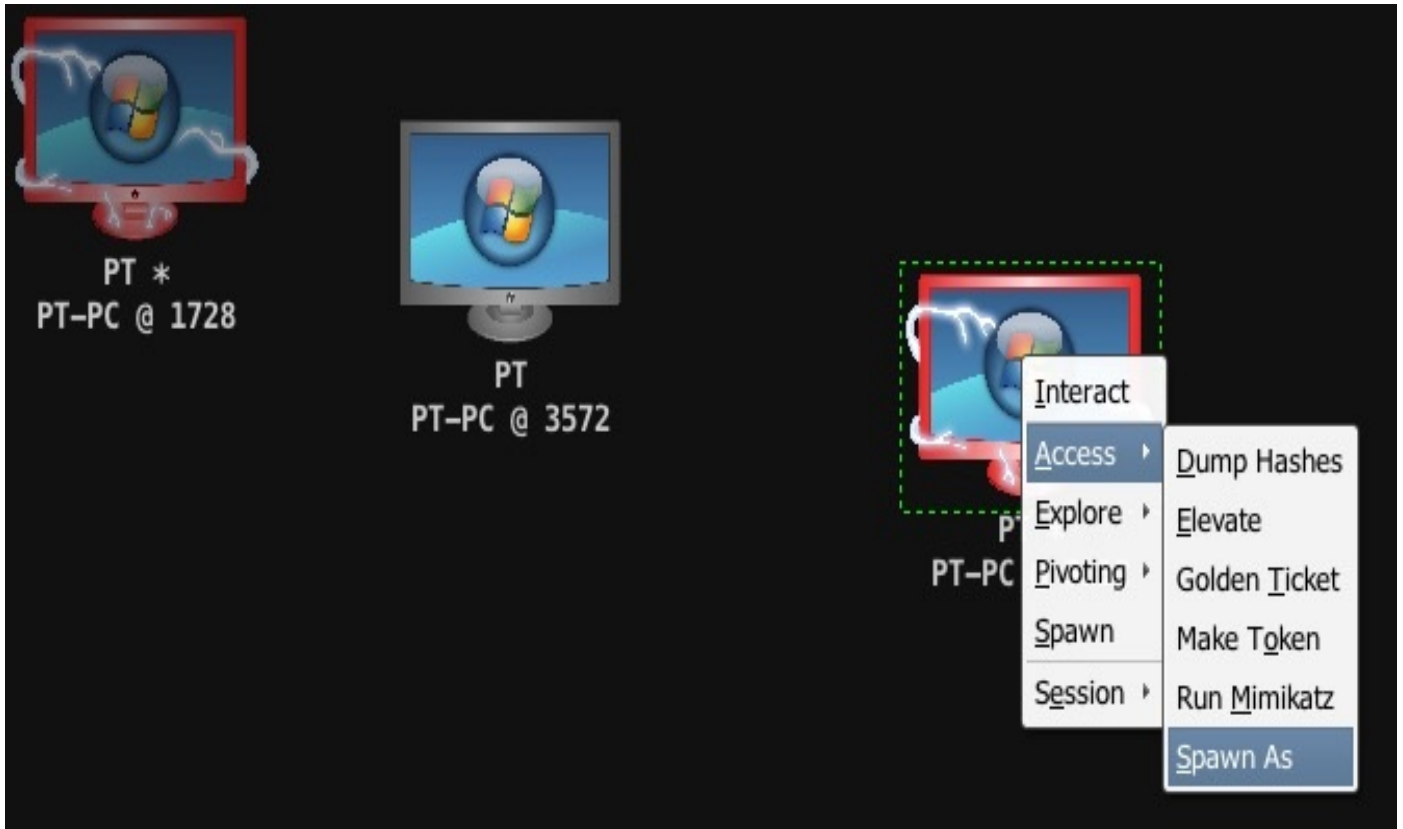 PT *
PT-PC @ 1728
PT
PT-PC @ 3572
PT-PC
Interact
Access
Explore
Pivoting
Spawn
Session
Dump Hashes
Elevate
Golden Ticket
Make Token
Run Mimikatz
Spawn As